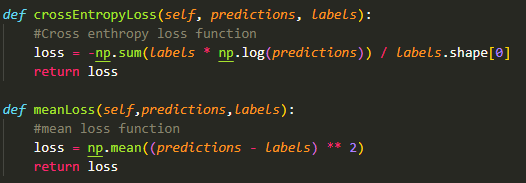 def crossEntropyLoss(self, predictions, labels):
    #Cross enthropy loss function
    loss = -np.sum(labels * np.log(predictions)) / labels.shape[0]
    return loss

def meanLoss(self,predictions,labels):
    #mean loss function
    loss = np.mean((predictions - labels) ** 2)
    return loss